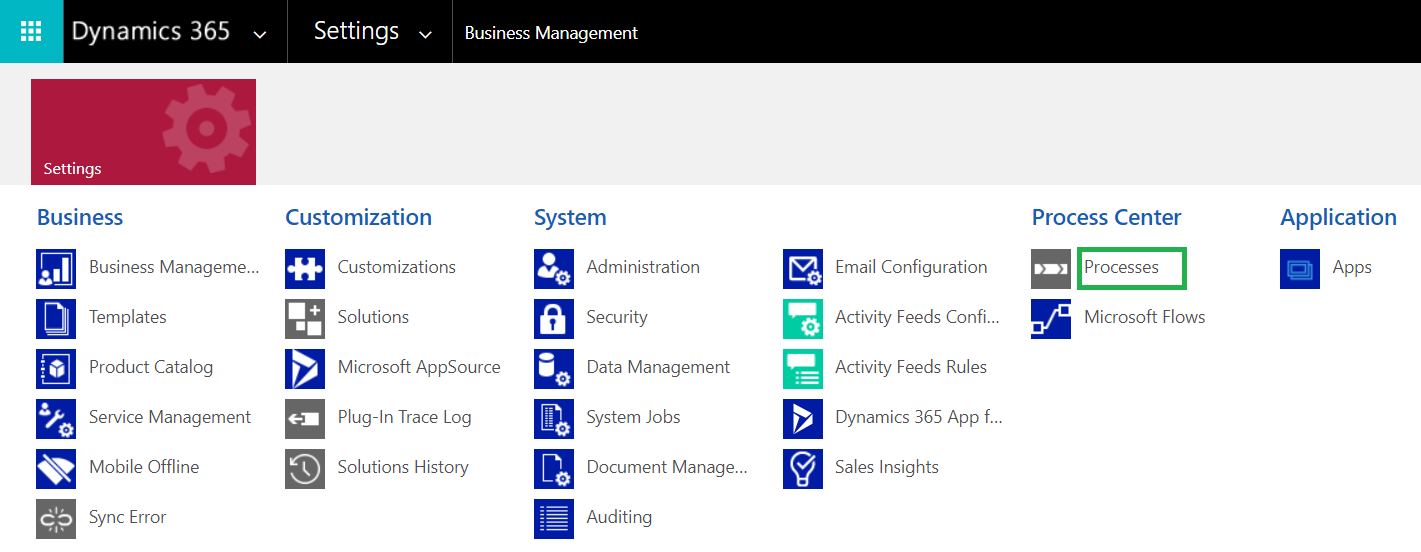 Dynamics 365
Settings
Business Management
Settings
Business
Business Manageme...
Templates
Product Catalog
Service Management
Mobile Offline
Sync Error
Customization
Customizations
Solutions
Microsoft AppSource
Plug-In Trace Log
Solutions History
System
Administration
Security
Data Management
System Jobs
Document Manage...
Auditing
Email Configuration
Activity Feeds Confi...
Activity Feeds Rules
Dynamics 365 App f...
Sales Insights
Process Center
Processes
Microsoft Flows
Application
Apps